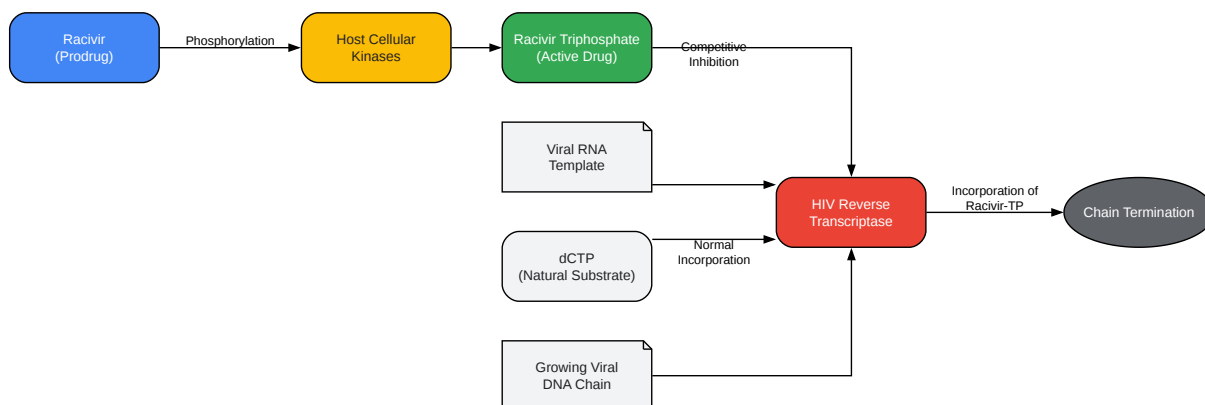 Racivir
(Prodrug)
Phosphorylation
Host Cellular
Kinases
Racivir Triphosphate
(Active Drug)
Competitive
Inhibition
Viral RNA
Template
HIV Reverse
Transcriptase
Incorporation of
Racivir-TP
Chain Termination
dCTP
(Natural Substrate)
Normal
Incorporation
Growing Viral
DNA Chain